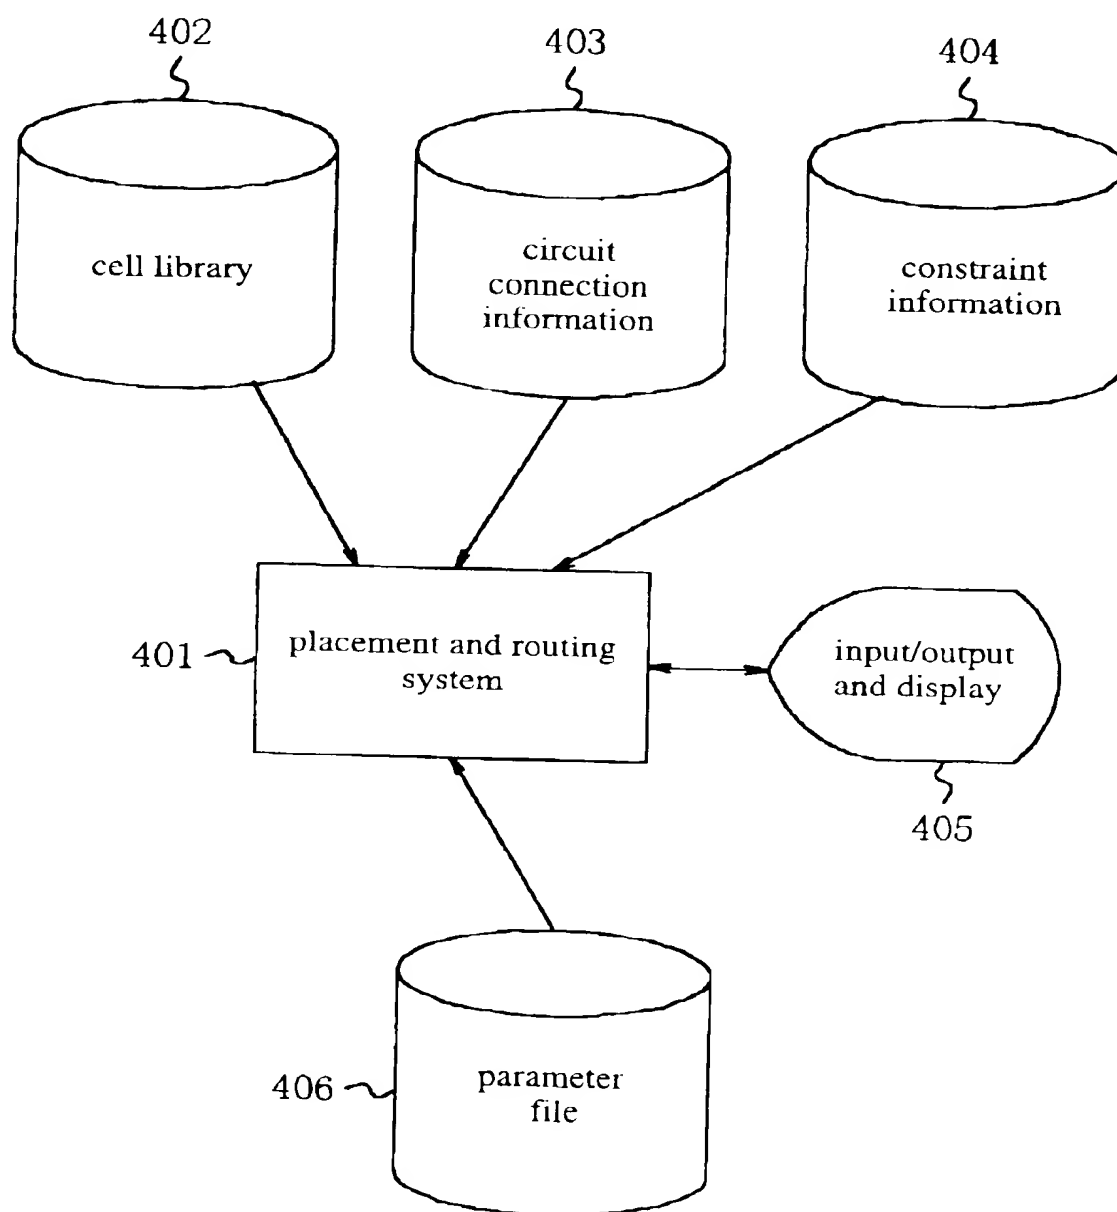 402
403
404
cell library
circuit
connection
information
constraint
information
401
placement and routing
system
input/output
and display
405
406
parameter
file